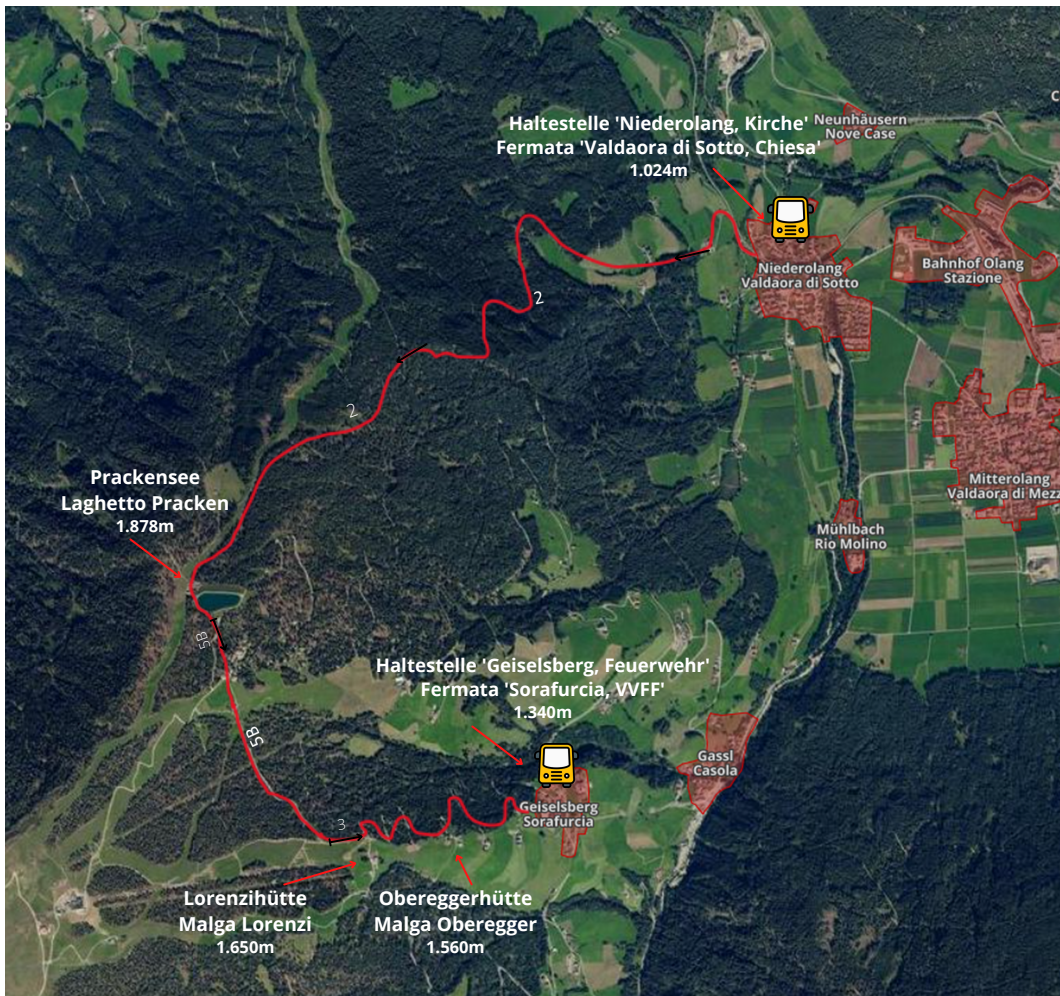 Haltestelle 'Niederolang, Kirche'
Fermata 'Valdaora di Sotto, Chiesa'
1.024m
Neunhäusern
Nove Case
Niederolang
Valdaora di Sotto
Bahnhof Olang
Stazione
2
2
Prackensee
Laghetto Pracken
1.878m
Mitterolang
Valdaora di Mezz
Mühlbach
Rio Molino
5B
5B
Haltestelle 'Geiselsberg, Feuerwehr'
Fermata 'Sorafurcia, VVFF'
1.340m
Gassl
Casola
Geiselsberg
Sorafurcia
3
Lorenzihütte
Malga Lorenzi
1.650m
Obereggerhütte
Malga Oberegger
1.560m